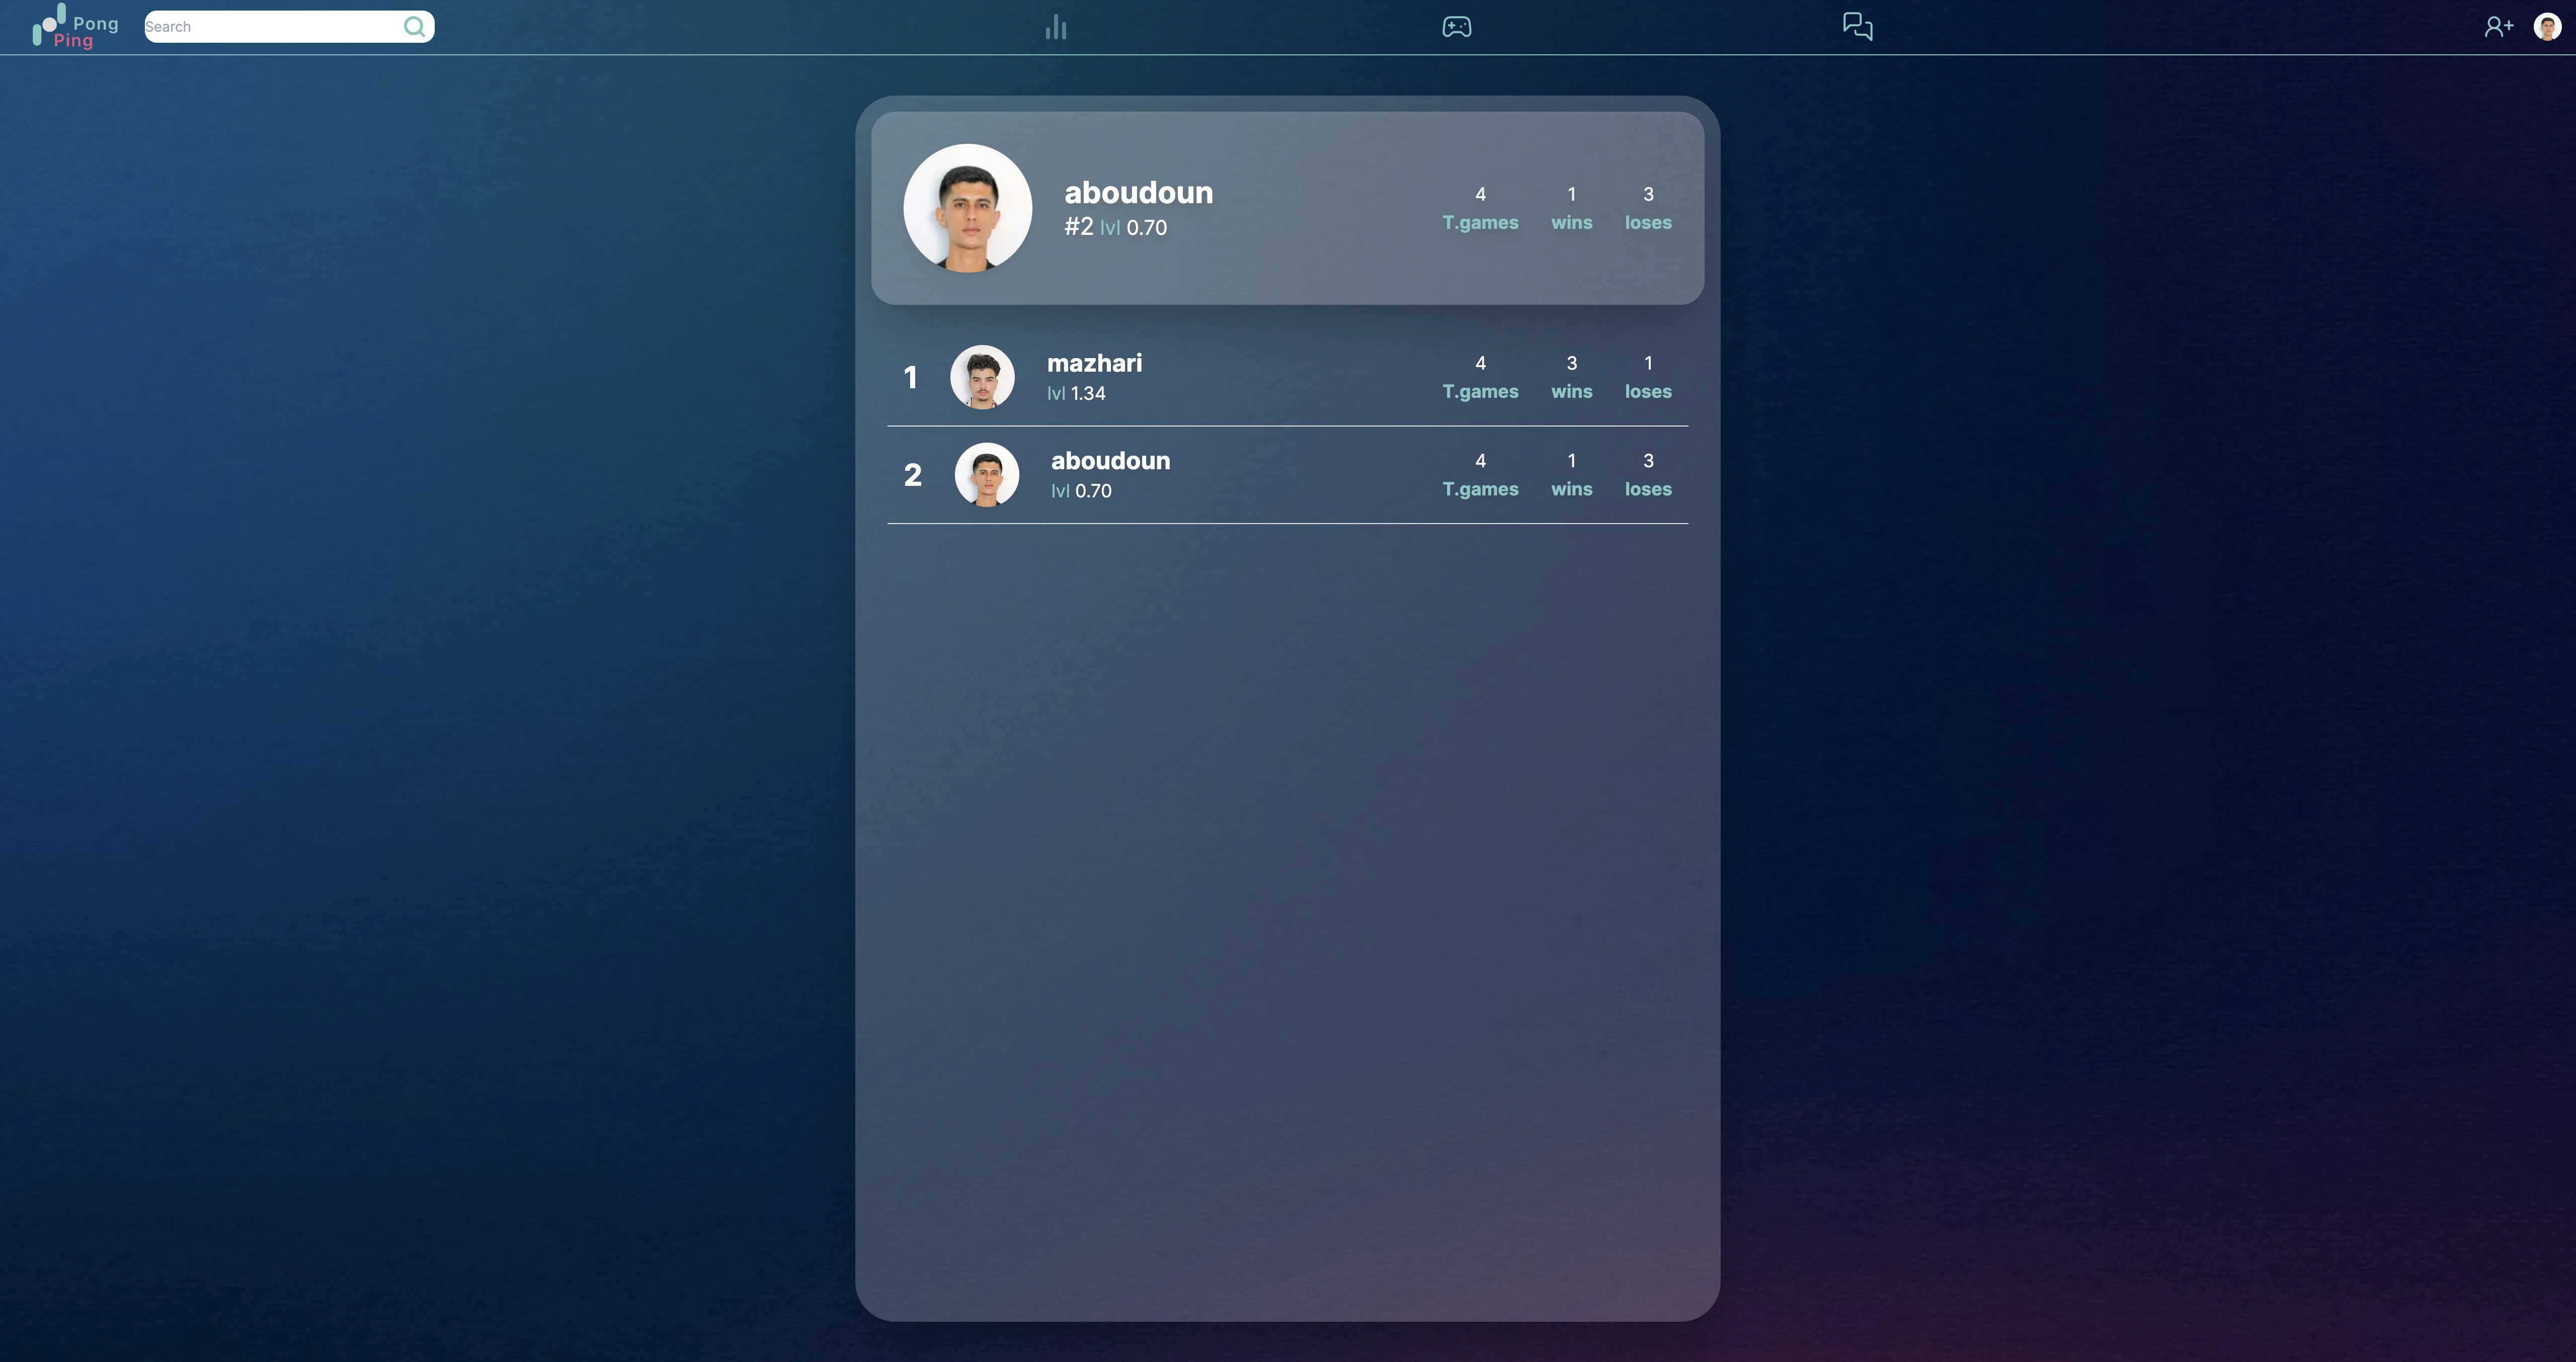 Pong
Ping
Search
aboudoun
#2 lvl 0.70
4 1 3
T.games wins loses
1
mazhari
lvl 1.34
4 3 1
T.games wins loses
2
aboudoun
lvl 0.70
4 1 3
T.games wins loses